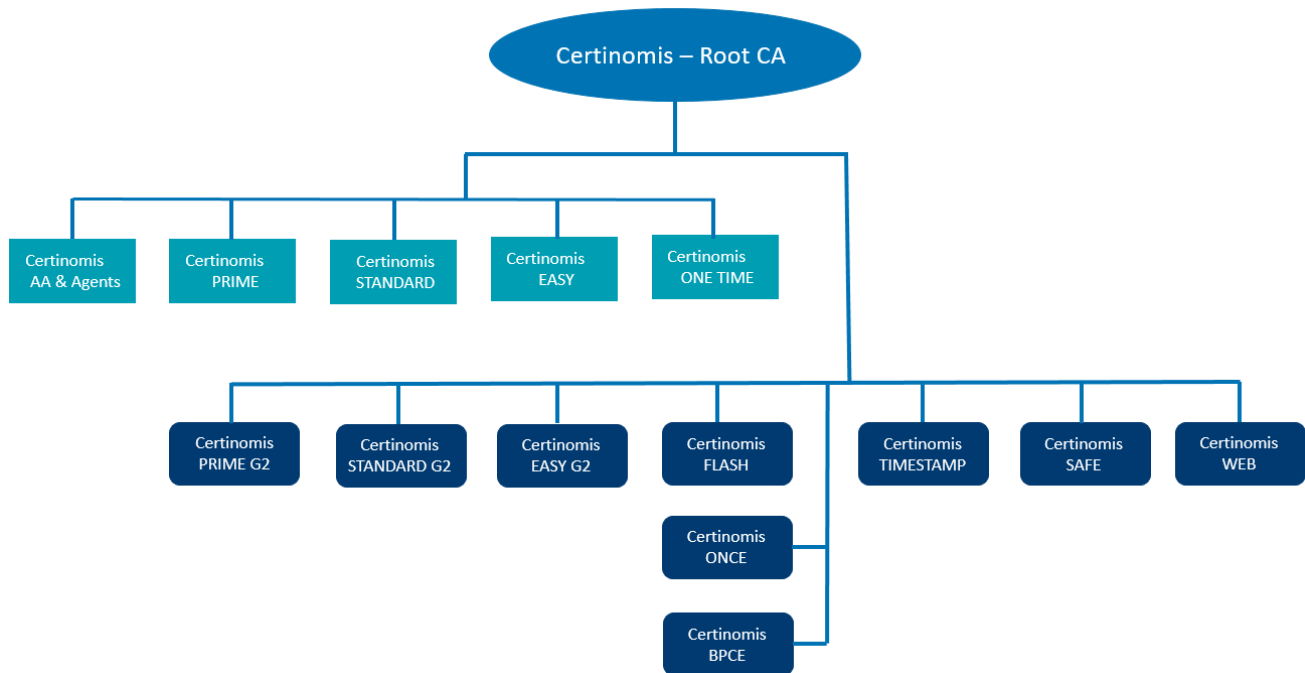 Certinomis – Root CA
Certinomis
AA & Agents
Certinomis
PRIME
Certinomis
STANDARD
Certinomis
EASY
Certinomis
ONE TIME
Certinomis
PRIME G2
Certinomis
STANDARD G2
Certinomis
EASY G2
Certinomis
FLASH
Certinomis
TIMESTAMP
Certinomis
SAFE
Certinomis
WEB
Certinomis
ONCE
Certinomis
BPCE